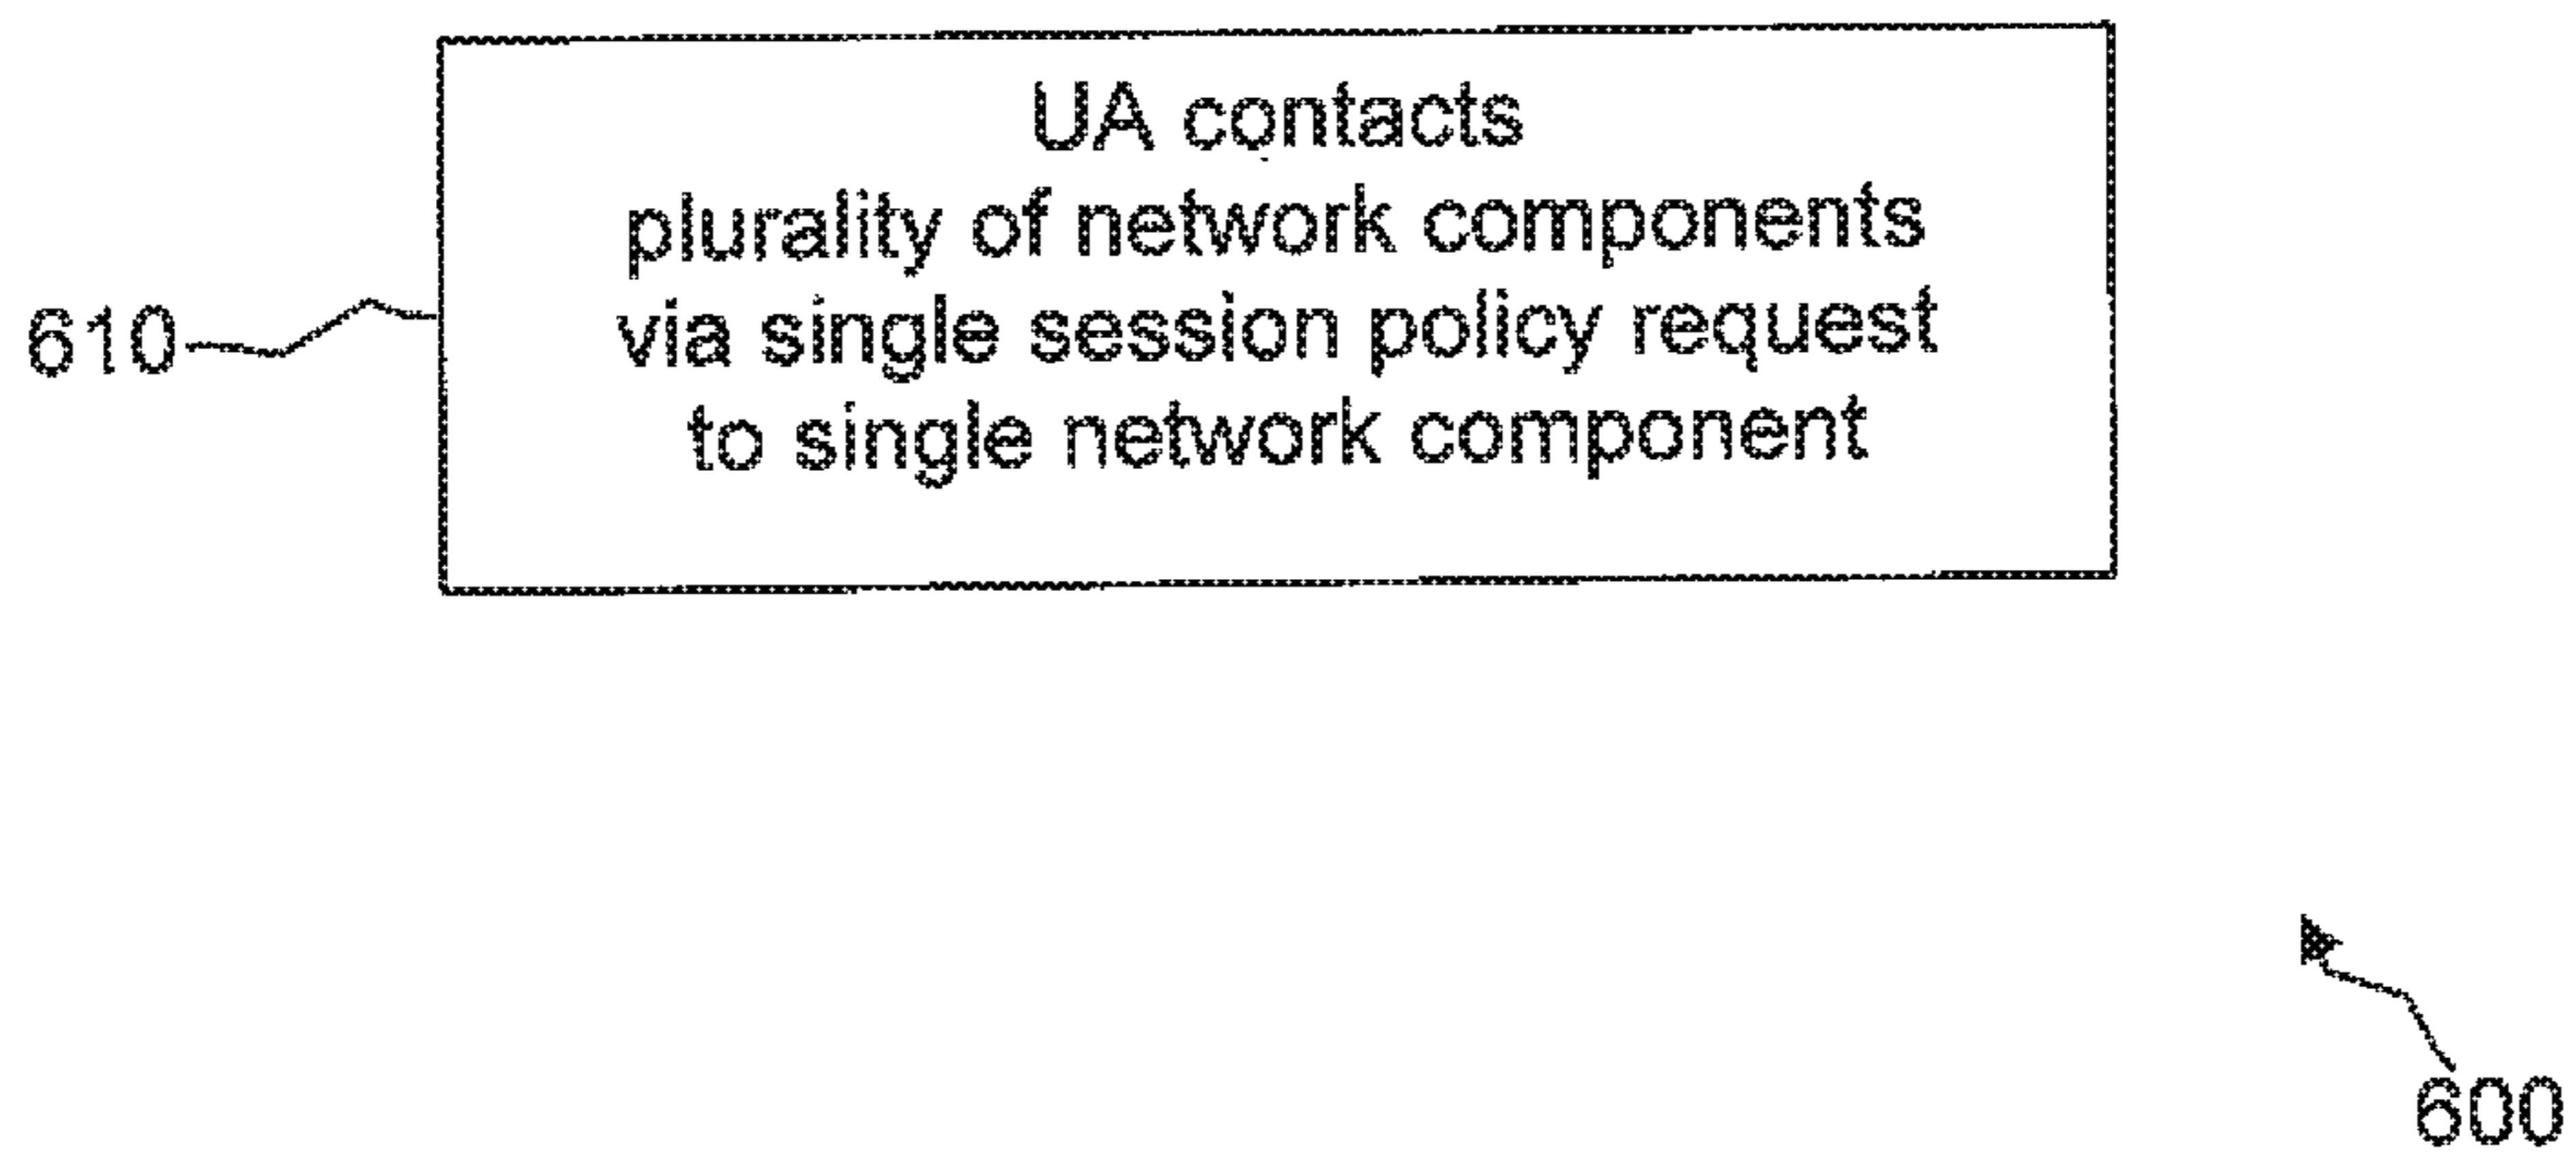 UA contacts
plurality of network components
via single session policy request
to single network component
610
600